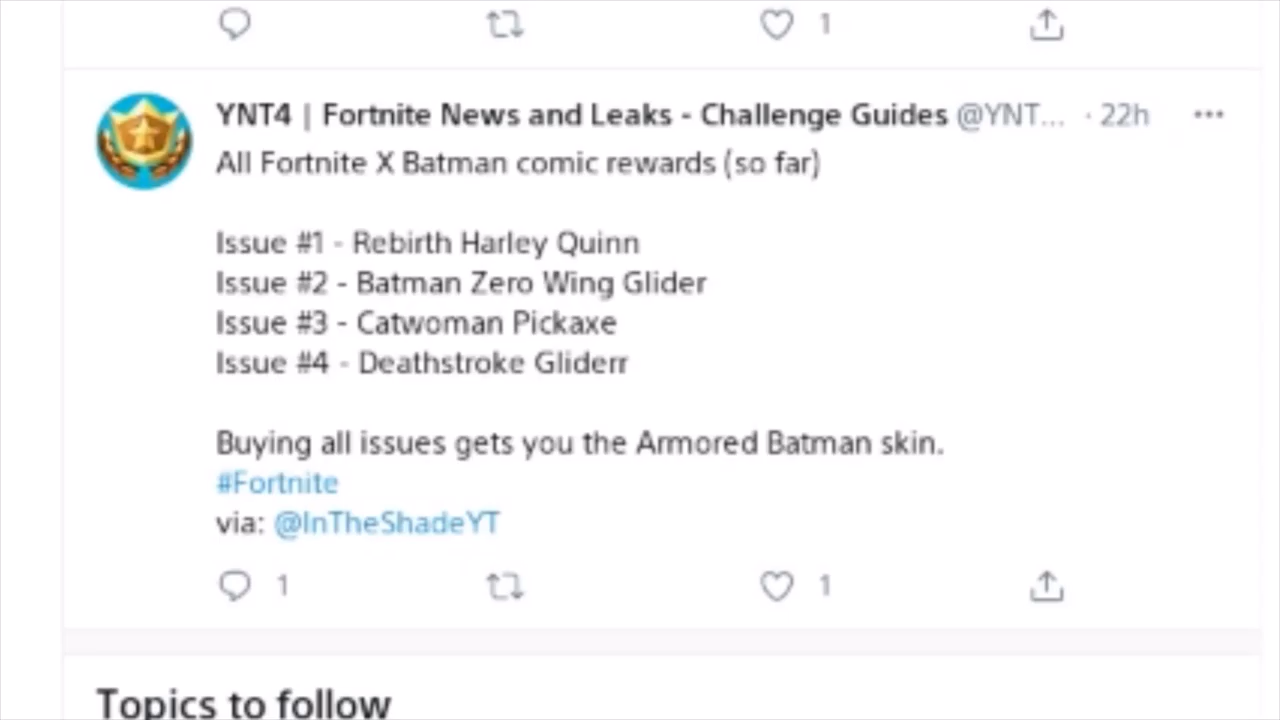 1
YNT4 | Fortnite News and Leaks - Challenge Guides @YNT... · 22h ...
All Fortnite X Batman comic rewards (so far)
Issue #1 - Rebirth Harley Quinn
Issue #2 - Batman Zero Wing Glider
Issue #3 - Catwoman Pickaxe
Issue #4 - Deathstroke Gliderr
Buying all issues gets you the Armored Batman skin.
#Fortnite
via: @InTheShadeYT
1 1
Topics to follow